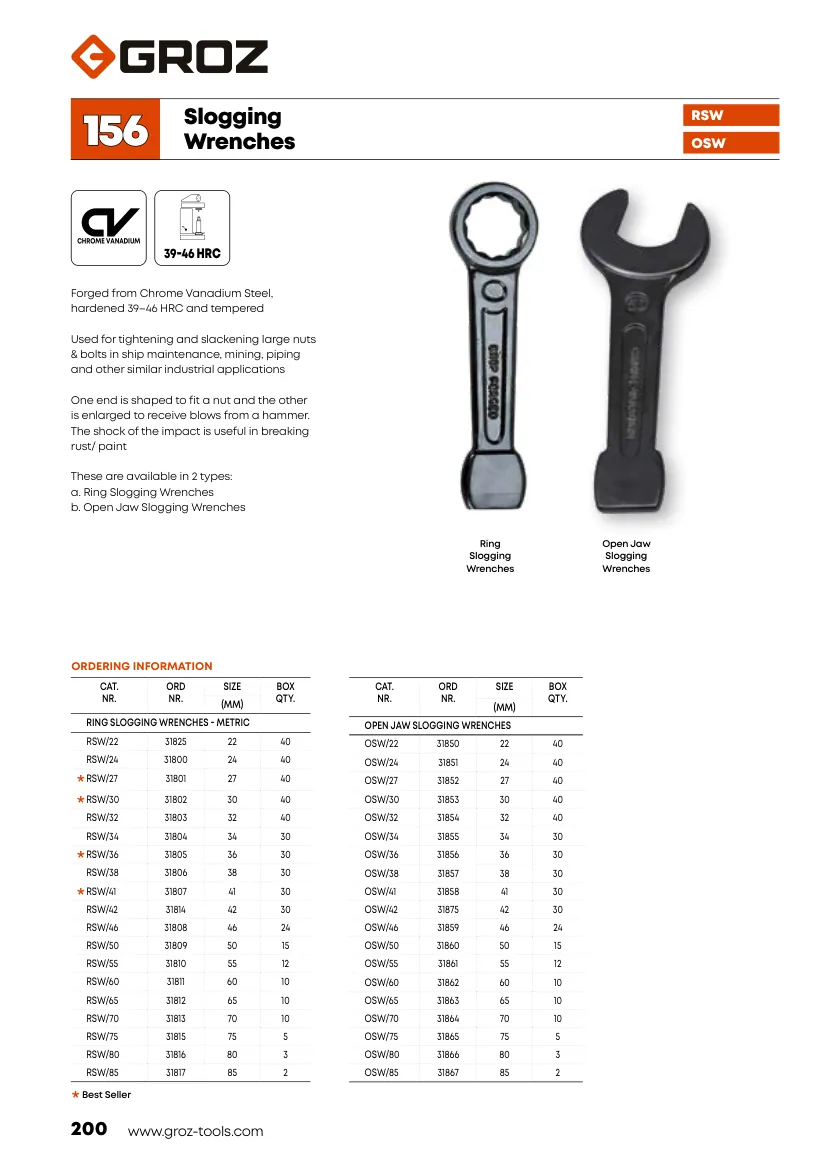 GROZ
156
Slogging
Wrenches
RSW
OSW
CV
CHROME VANADIUM
39-46 HRC
Forged from Chrome Vanadium Steel,
hardened 39–46 HRC and tempered
Used for tightening and slackening large nuts
& bolts in ship maintenance, mining, piping
and other similar industrial applications
One end is shaped to fit a nut and the other
is enlarged to receive blows from a hammer.
The shock of the impact is useful in breaking
rust/ paint
These are available in 2 types:
a. Ring Slogging Wrenches
b. Open Jaw Slogging Wrenches
DROP FORGED
Ring
Slogging
Wrenches
Open Jaw
Slogging
Wrenches
ORDERING INFORMATION
CAT. NR. ORD NR. SIZE (MM) BOX QTY.
RING SLOGGING WRENCHES - METRIC
RSW/22 31825 22 40
RSW/24 31800 24 40
* RSW/27 31801 27 40
* RSW/30 31802 30 40
RSW/32 31803 32 40
RSW/34 31804 34 30
* RSW/36 31805 36 30
RSW/38 31806 38 30
* RSW/41 31807 41 30
RSW/42 31814 42 30
RSW/46 31808 46 24
RSW/50 31809 50 15
RSW/55 31810 55 12
RSW/60 31811 60 10
RSW/65 31812 65 10
RSW/70 31813 70 10
RSW/75 31815 75 5
RSW/80 31816 80 3
RSW/85 31817 85 2
CAT. NR. ORD NR. SIZE (MM) BOX QTY.
OPEN JAW SLOGGING WRENCHES
OSW/22 31850 22 40
OSW/24 31851 24 40
OSW/27 31852 27 40
OSW/30 31853 30 40
OSW/32 31854 32 40
OSW/34 31855 34 30
OSW/36 31856 36 30
OSW/38 31857 38 30
OSW/41 31858 41 30
OSW/42 31875 42 30
OSW/46 31859 46 24
OSW/50 31860 50 15
OSW/55 31861 55 12
OSW/60 31862 60 10
OSW/65 31863 65 10
OSW/70 31864 70 10
OSW/75 31865 75 5
OSW/80 31866 80 3
OSW/85 31867 85 2
* Best Seller
200 www.groz-tools.com